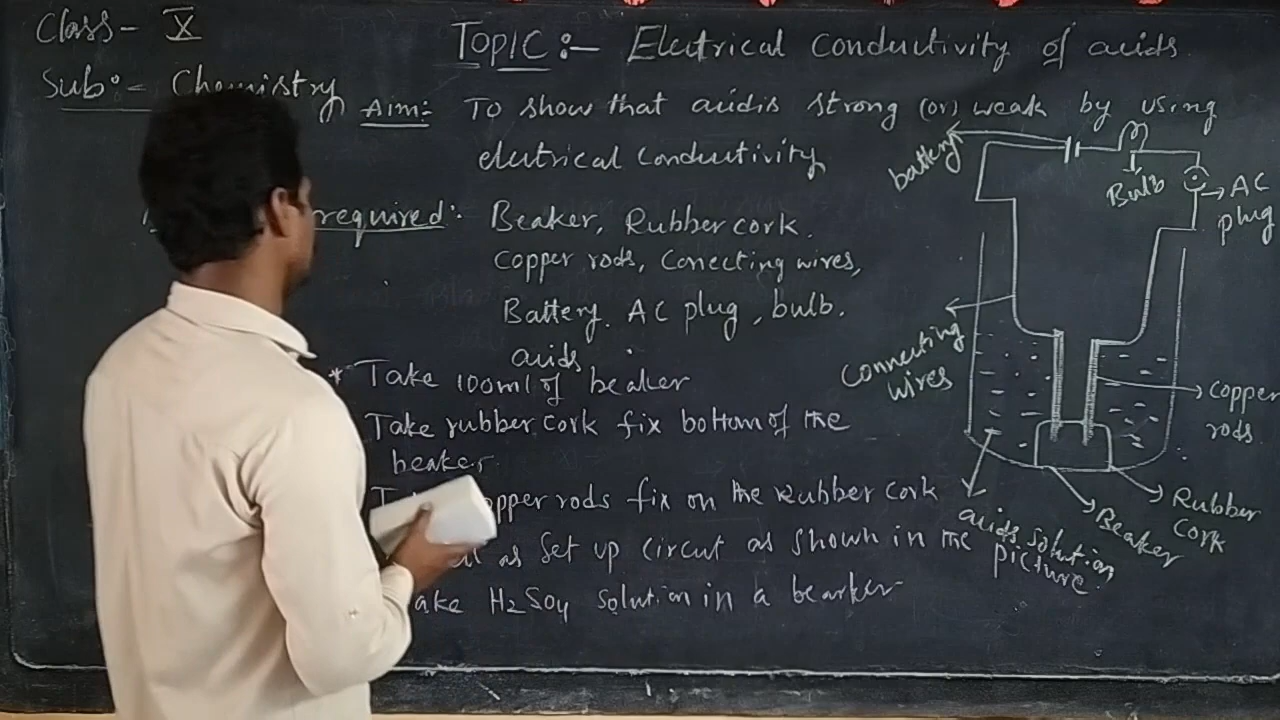 Class- X
Sub:- Chemistry
TOPIC:- Electrical Conductivity of acids
Aim:- To show that acid is strong (or) weak by using
electrical conductivity
required:- Beaker, Rubber cork.
Copper rods, Conecting wires,
Battery. AC plug, bulb.
acids
* Take 100ml of beaker
Take rubber cork fix bottom of the
beaker.
opper rods fix on the Rubber cork
as Set up circut as shown in the
picture.
ake H2SO4 solution in a bearker
battery
Bulb
AC
plug
Connecting
wires
copper
rods
Rubber
cork
Beaker
acids solution